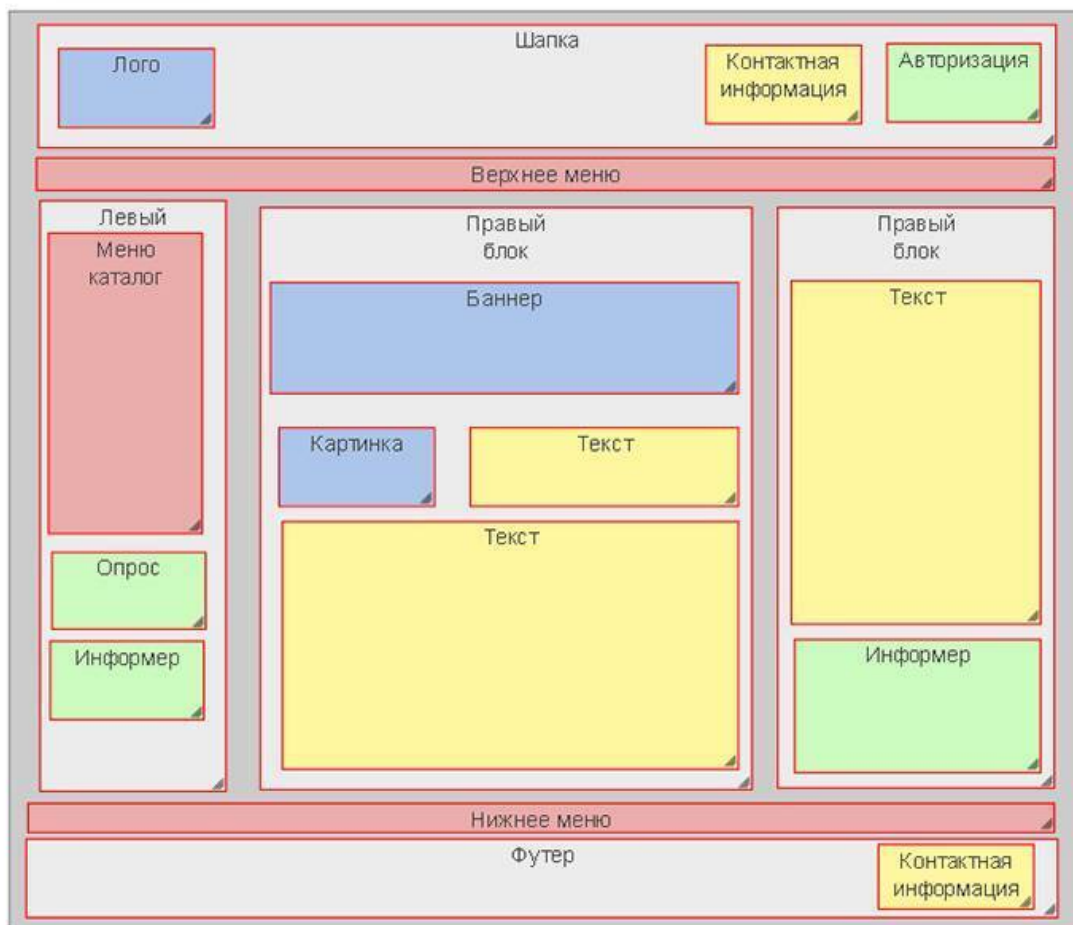 Шапка
Лого
Контактная
информация
Авторизация
Верхнее меню
Левый
Меню
каталог
Опрос
Информер
Правый
блок
Баннер
Картинка
Текст
Текст
Правый
блок
Текст
Информер
Нижнее меню
Футер
Контактная
информация